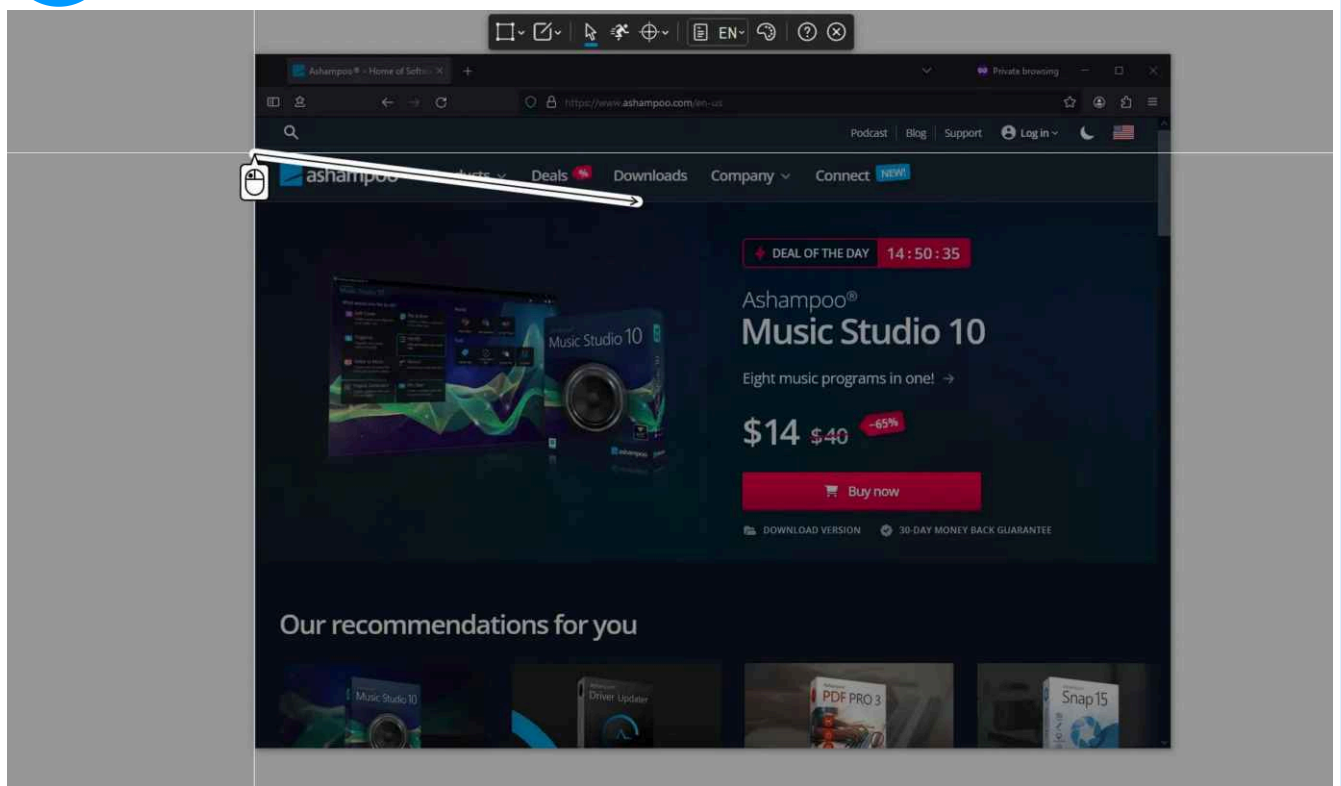 EN
Ashampoo® - Home of Softw
Private browsing
https://www.ashampoo.com/en-us
Podcast Blog Support Log in
ashampoo Deals % Downloads Company Connect NEW!
DEAL OF THE DAY 14:50:35
Ashampoo®
Music Studio 10
Eight music programs in one! →
$14 $40 -65%
Buy now
DOWNLOAD VERSION 30-DAY MONEY BACK GUARANTEE
Music Studio 10
ashampoo
Our recommendations for you
Music Studio 10
Driver Updater
PDF PRO 3
Snap 15